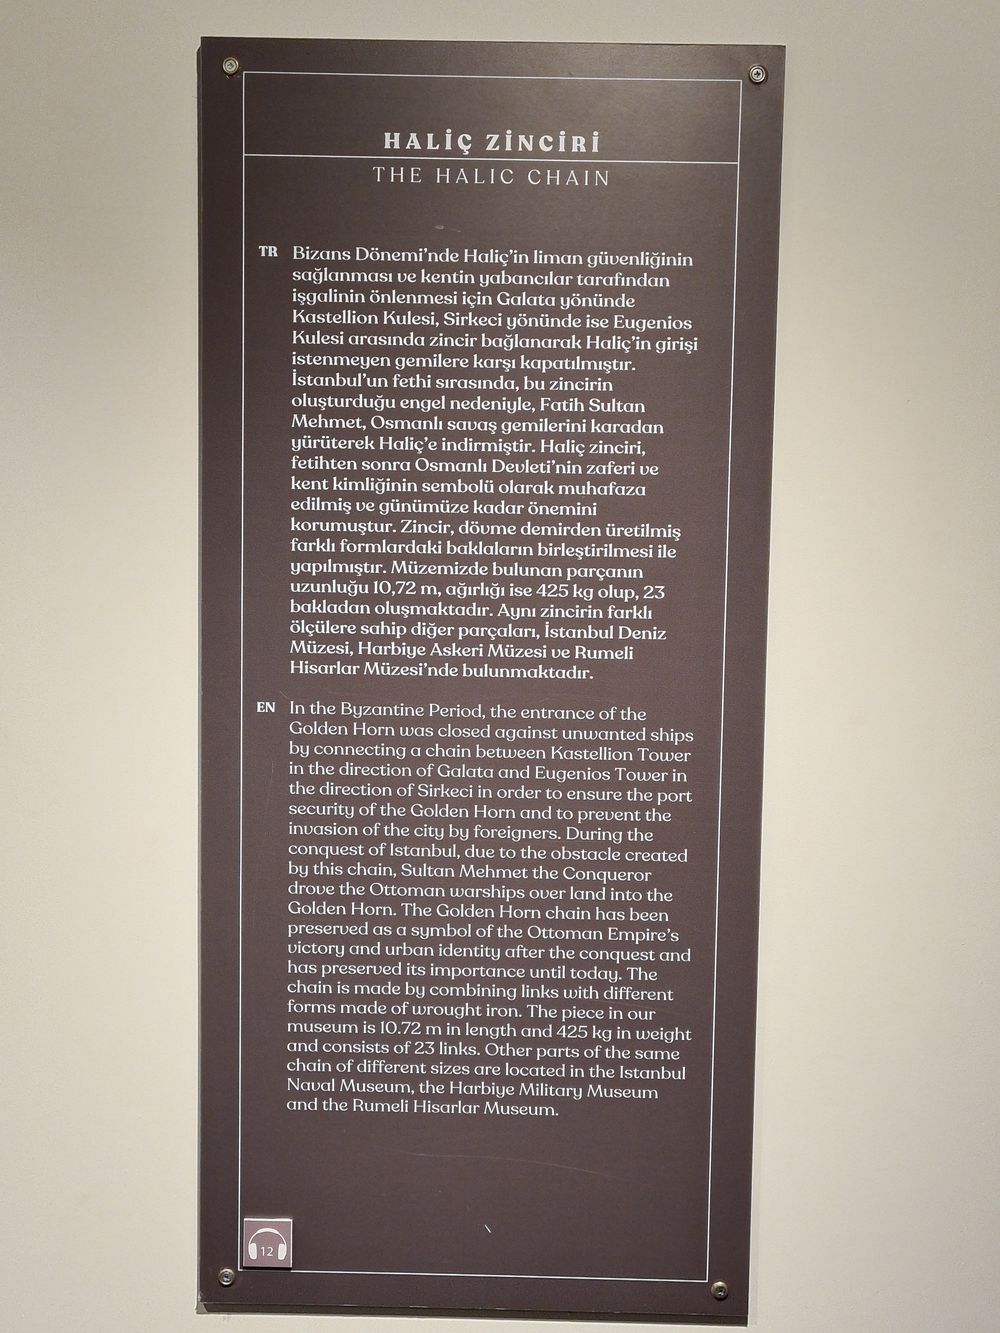 HALİÇ ZİNCİRİ
THE HALIC CHAIN
TR Bizans Dönemi'nde Haliç'in liman güvenliğinin
sağlanması ve kentin yabancılar tarafından
işgalinin önlenmesi için Galata yönünde
Kastellion Kulesi, Sirkeci yönünde ise Eugenios
Kulesi arasında zincir bağlanarak Haliç'in girişi
istenmeyen gemilere karşı kapatılmıştır.
İstanbul'un fethi sırasında, bu zincirin
oluşturduğu engel nedeniyle, Fatih Sultan
Mehmet, Osmanlı savaş gemilerini karadan
yürüterek Haliç'e indirmiştir. Haliç zinciri,
fetihten sonra Osmanlı Devleti'nin zaferi ve
kent kimliğinin sembolü olarak muhafaza
edilmiş ve günümüze kadar önemini
korumuştur. Zincir, dövme demirden üretilmiş
farklı formlardaki baklaların birleştirilmesi ile
yapılmıştır. Müzemizde bulunan parçanın
uzunluğu 10,72 m, ağırlığı ise 425 kg olup, 23
bakladan oluşmaktadır. Aynı zincirin farklı
ölçülere sahip diğer parçaları, İstanbul Deniz
Müzesi, Harbiye Askeri Müzesi ve Rumeli
Hisarlar Müzesi'nde bulunmaktadır.
EN In the Byzantine Period, the entrance of the
Golden Horn was closed against unwanted ships
by connecting a chain between Kastellion Tower
in the direction of Galata and Eugenios Tower in
the direction of Sirkeci in order to ensure the port
security of the Golden Horn and to prevent the
invasion of the city by foreigners. During the
conquest of Istanbul, due to the obstacle created
by this chain, Sultan Mehmet the Conqueror
drove the Ottoman warships over land into the
Golden Horn. The Golden Horn chain has been
preserved as a symbol of the Ottoman Empire's
victory and urban identity after the conquest and
has preserved its importance until today. The
chain is made by combining links with different
forms made of wrought iron. The piece in our
museum is 10.72 m in length and 425 kg in weight
and consists of 23 links. Other parts of the same
chain of different sizes are located in the Istanbul
Naval Museum, the Harbiye Military Museum
and the Rumeli Hisarlar Museum.
12